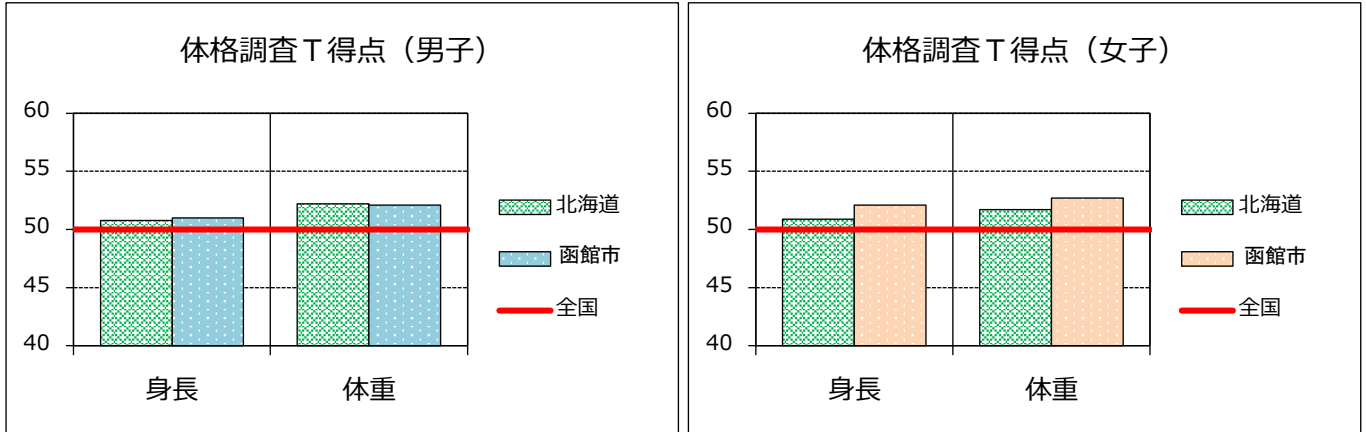 体格調査Ｔ得点（男子）
60
55
50
45
40
身長
体重
北海道
函館市
全国
体格調査Ｔ得点（女子）
60
55
50
45
40
身長
体重
北海道
函館市
全国